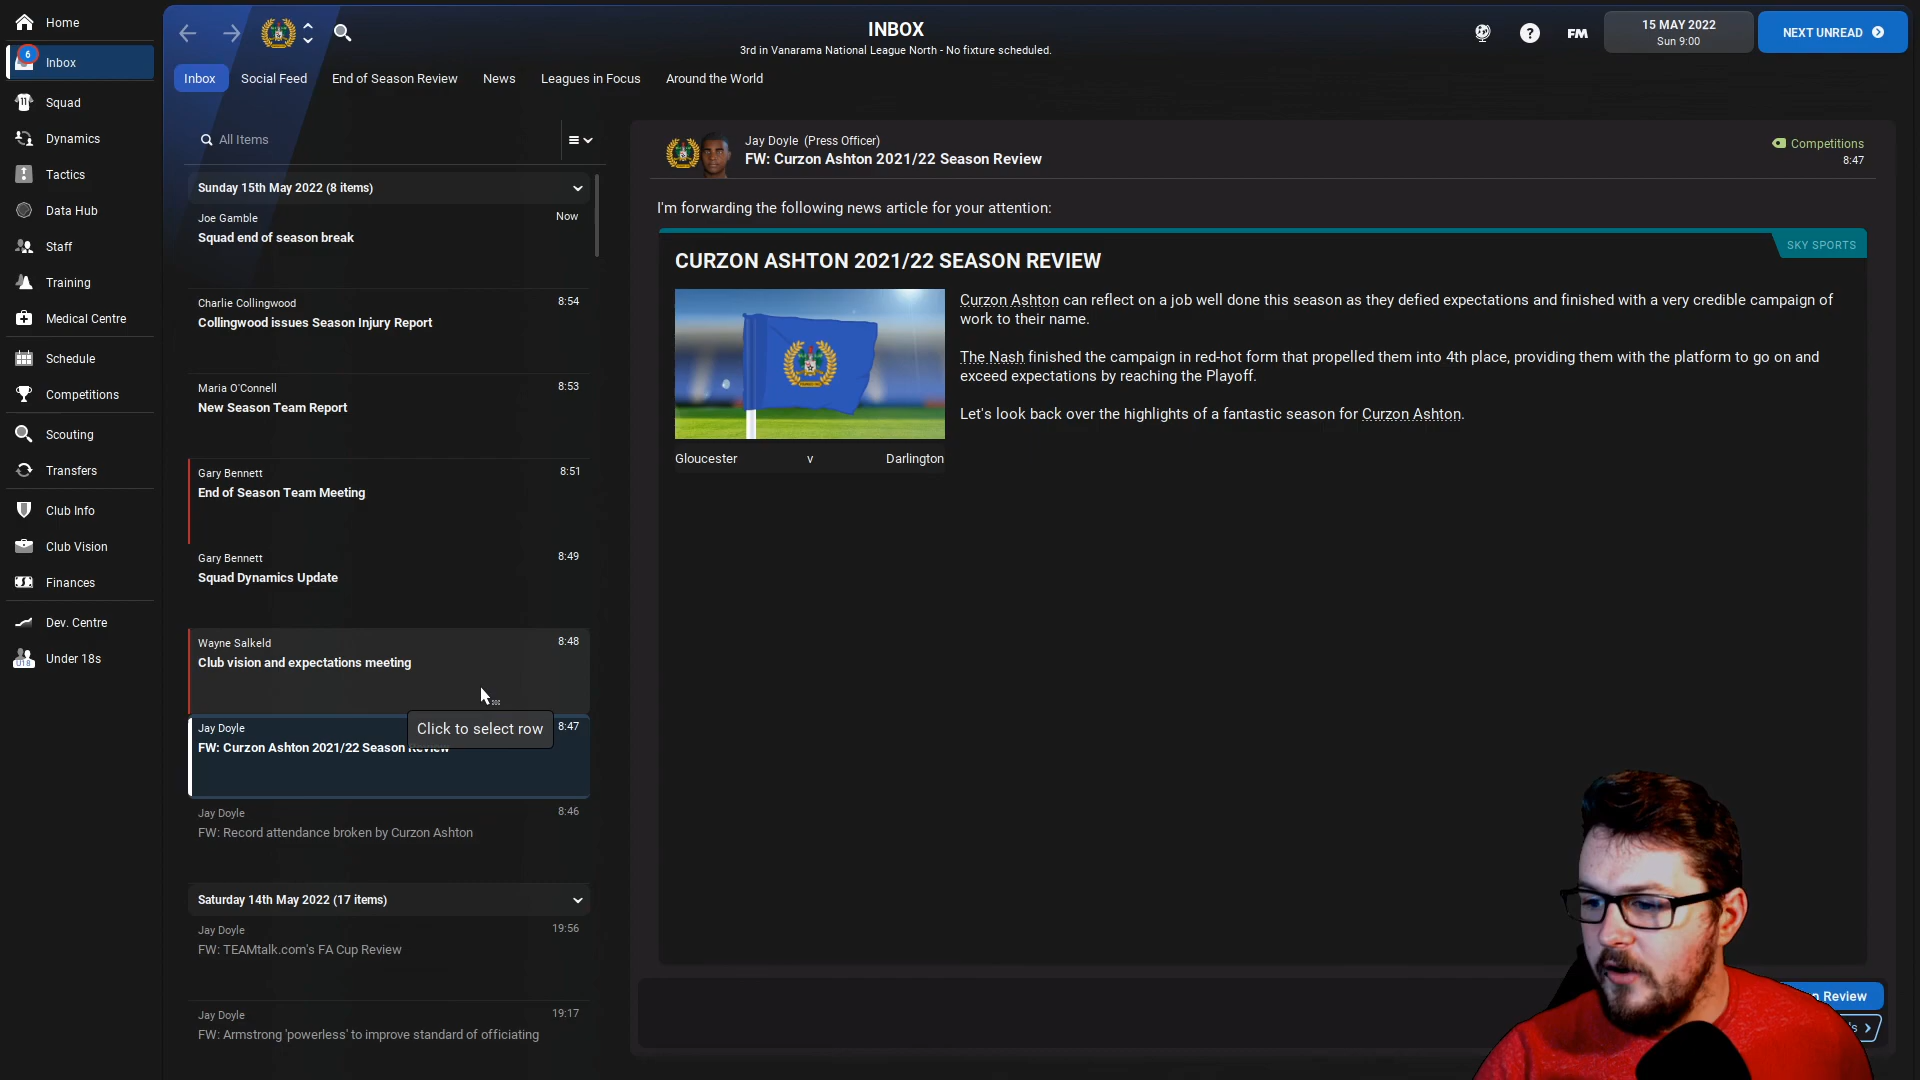 Home
6
Inbox
Squad
Dynamics
Tactics
Data Hub
Staff
Training
Medical Centre
Schedule
Competitions
Scouting
Transfers
Club Info
Club Vision
Finances
Dev. Centre
Under 18s
INBOX
3rd in Vanarama National League North - No fixture scheduled.
FM
15 MAY 2022
Sun 9:00
NEXT UNREAD
Inbox
Social Feed
End of Season Review
News
Leagues in Focus
Around the World
All Items
Sunday 15th May 2022 (8 items)
Joe Gamble
Now
Squad end of season break
Charlie Collingwood
8:54
Collingwood issues Season Injury Report
Maria O'Connell
8:53
New Season Team Report
Gary Bennett
8:51
End of Season Team Meeting
Gary Bennett
8:49
Squad Dynamics Update
Wayne Salkeld
8:48
Club vision and expectations meeting
Click to select row
Jay Doyle
8:47
FW: Curzon Ashton 2021/22 Season Review
Jay Doyle
8:46
FW: Record attendance broken by Curzon Ashton
Saturday 14th May 2022 (17 items)
Jay Doyle
19:56
FW: TEAMtalk.com's FA Cup Review
Jay Doyle
19:17
FW: Armstrong 'powerless' to improve standard of officiating
Jay Doyle (Press Officer)
FW: Curzon Ashton 2021/22 Season Review
Competitions
8:47
I'm forwarding the following news article for your attention:
SKY SPORTS
CURZON ASHTON 2021/22 SEASON REVIEW
Curzon Ashton can reflect on a job well done this season as they defied expectations and finished with a very credible campaign of
work to their name.
The Nash finished the campaign in red-hot form that propelled them into 4th place, providing them with the platform to go on and
exceed expectations by reaching the Playoff.
Let's look back over the highlights of a fantastic season for Curzon Ashton.
Gloucester v Darlington
Review